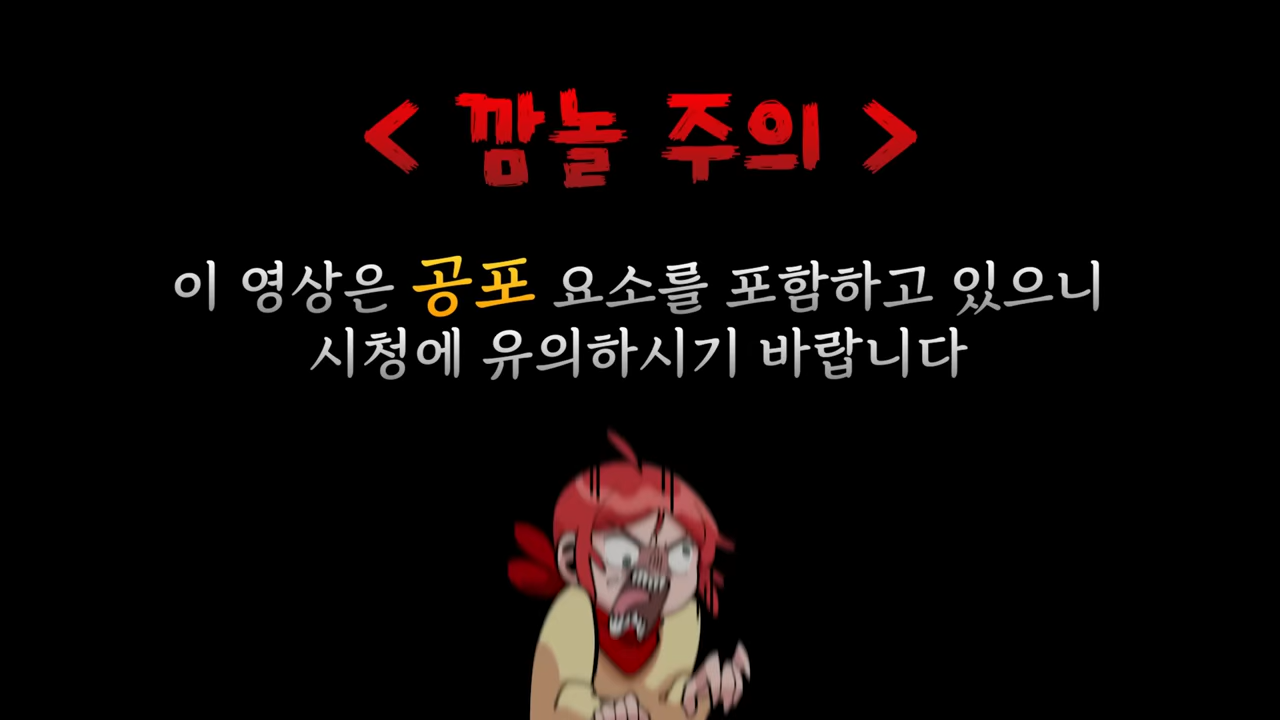 < 깜놀 주의 >
이 영상은 공포 요소를 포함하고 있으니
시청에 유의하시기 바랍니다